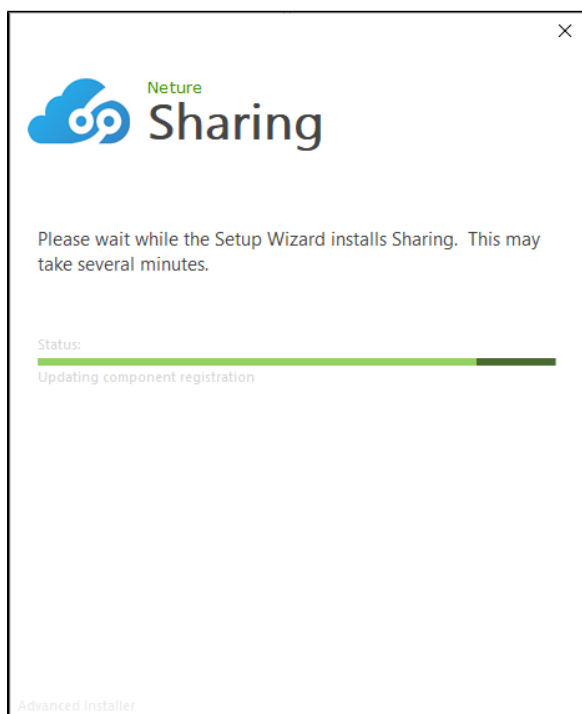 Neture
Sharing
Please wait while the Setup Wizard installs Sharing. This may
take several minutes.
Status:
Updating component registration
Advanced Installer